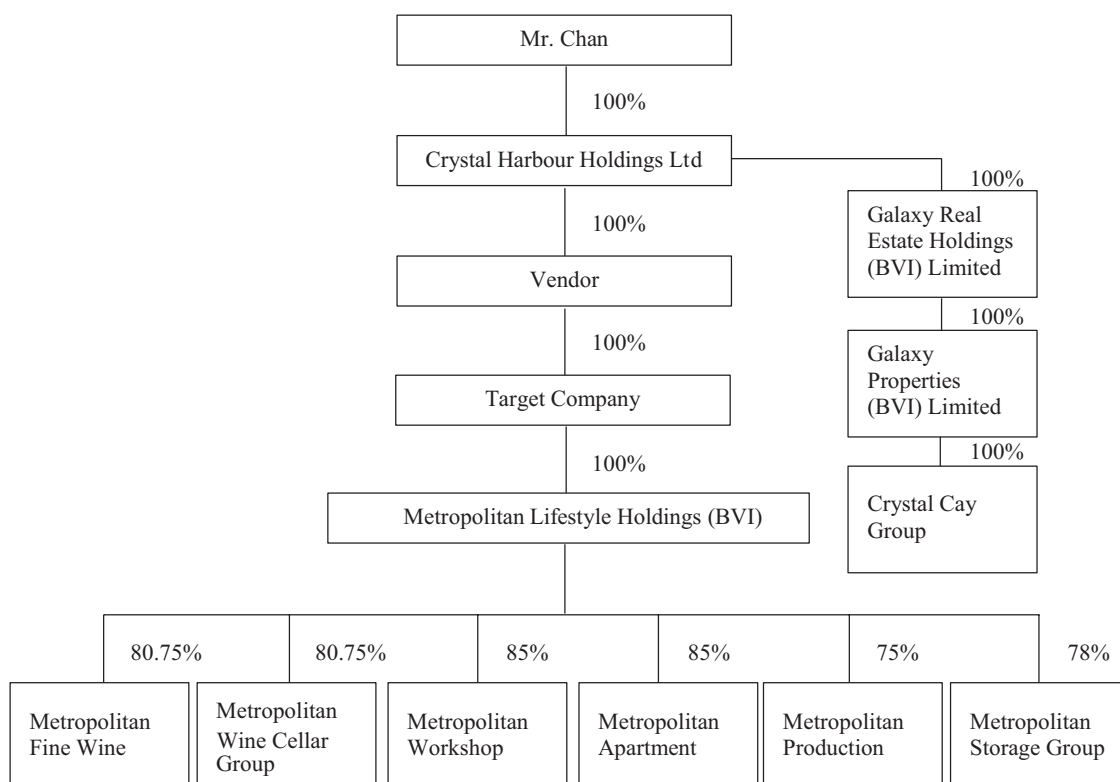 Mr. Chan
100%
Crystal Harbour Holdings Ltd
100%
100%
Galaxy Real
Estate Holdings
(BVI) Limited
Vendor
100%
100%
Galaxy
Properties
(BVI) Limited
Target Company
100%
100%
Crystal Cay
Group
Metropolitan Lifestyle Holdings (BVI)
80.75%
80.75%
85%
85%
75%
78%
Metropolitan
Fine Wine
Metropolitan
Wine Cellar
Group
Metropolitan
Workshop
Metropolitan
Apartment
Metropolitan
Production
Metropolitan
Storage Group